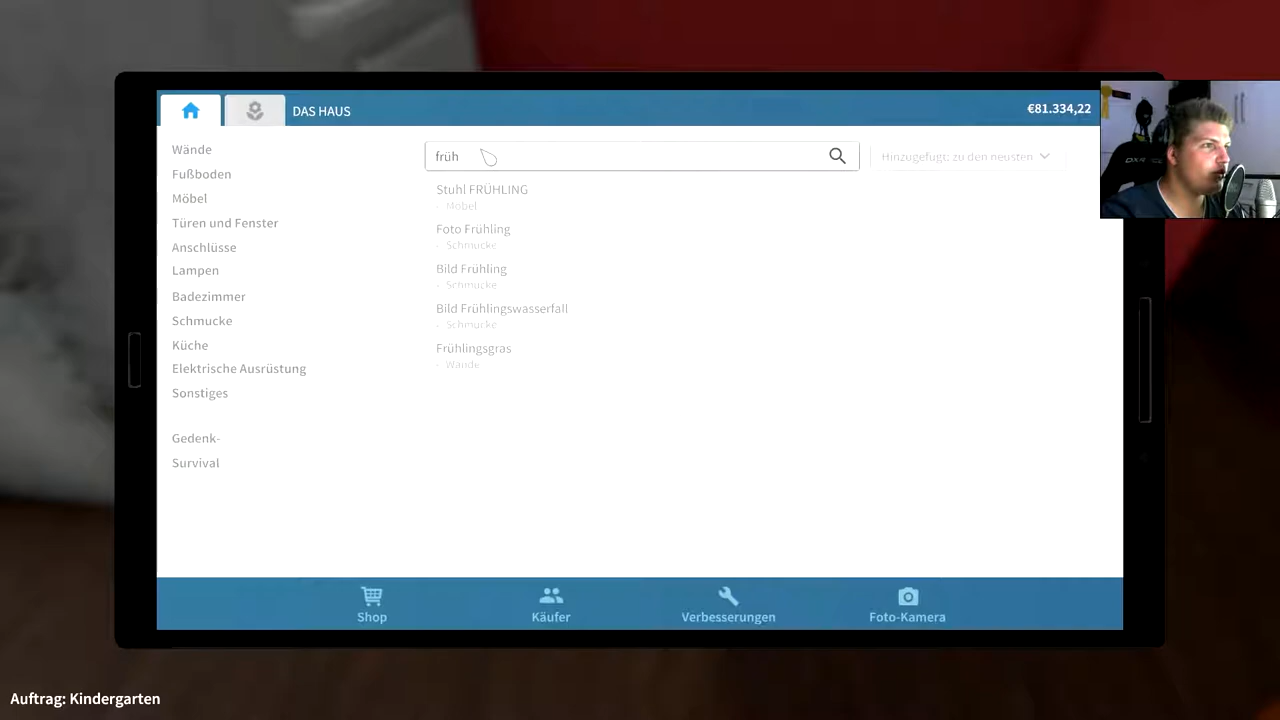 DAS HAUS
€81.334,22
Wände
Fußboden
Möbel
Türen und Fenster
Anschlüsse
Lampen
Badezimmer
Schmucke
Küche
Elektrische Ausrüstung
Sonstiges
Gedenk-
Survival
früh
Hinzugefügt: zu den neusten
Stuhl FRÜHLING
- Möbel
Foto Frühling
- Schmucke
Bild Frühling
- Schmucke
Bild Frühlingswasserfall
- Schmucke
Frühlingsgras
- Wände
Shop
Käufer
Verbesserungen
Foto-Kamera
Auftrag: Kindergarten